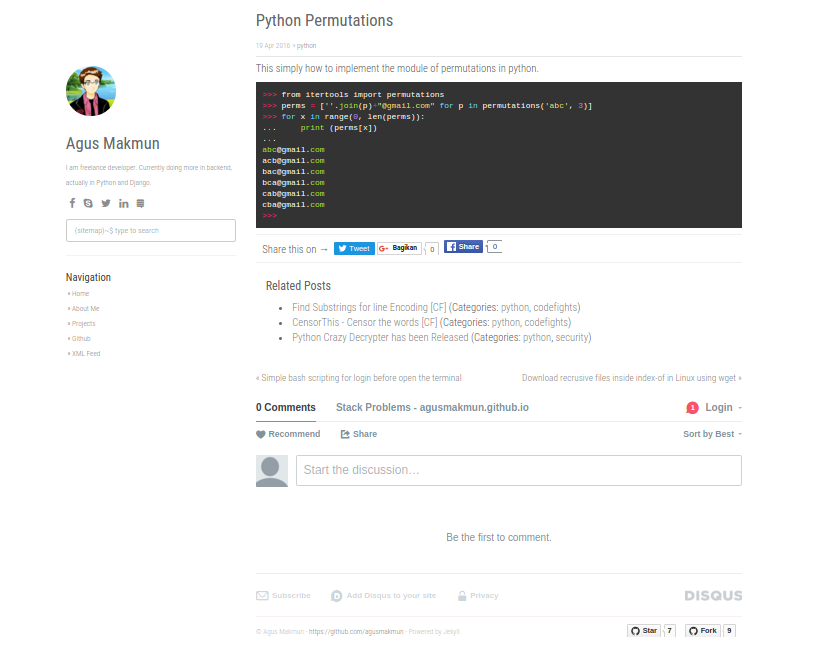 Python Permutations
19 Apr 2016 » python
This simply how to implement the module of permutations in python.
>>> from itertools import permutations
>>> perms = [''.join(p)+"@gmail.com" for p in permutations('abc', 3)]
>>> for x in range(0, len(perms)):
...     print (perms[x])
...
abc@gmail.com
acb@gmail.com
bac@gmail.com
bca@gmail.com
cab@gmail.com
cba@gmail.com
>>>
Agus Makmun
I am freelance developer. Currently doing more in backend,
actually in Python and Django.
(sitemap)~$ type to search
Navigation
» Home
» About Me
» Projects
» Github
» XML Feed
Share this on → Tweet G+ Bagikan 0 Share 0
Related Posts
Find Substrings for line Encoding [CF] (Categories: python, codefights)
CensorThis - Censor the words [CF] (Categories: python, codefights)
Python Crazy Decrypter has been Released (Categories: python, security)
« Simple bash scripting for login before open the terminal
Download recrusive files inside index-of in Linux using wget »
0 Comments Stack Problems - agusmakmun.github.io 1 Login
Recommend Share Sort by Best
Start the discussion…
Be the first to comment.
Subscribe Add Disqus to your site Privacy DISQUS
© Agus Makmun - https://github.com/agusmakmun - Powered by Jekyll. Star 7 Fork 9